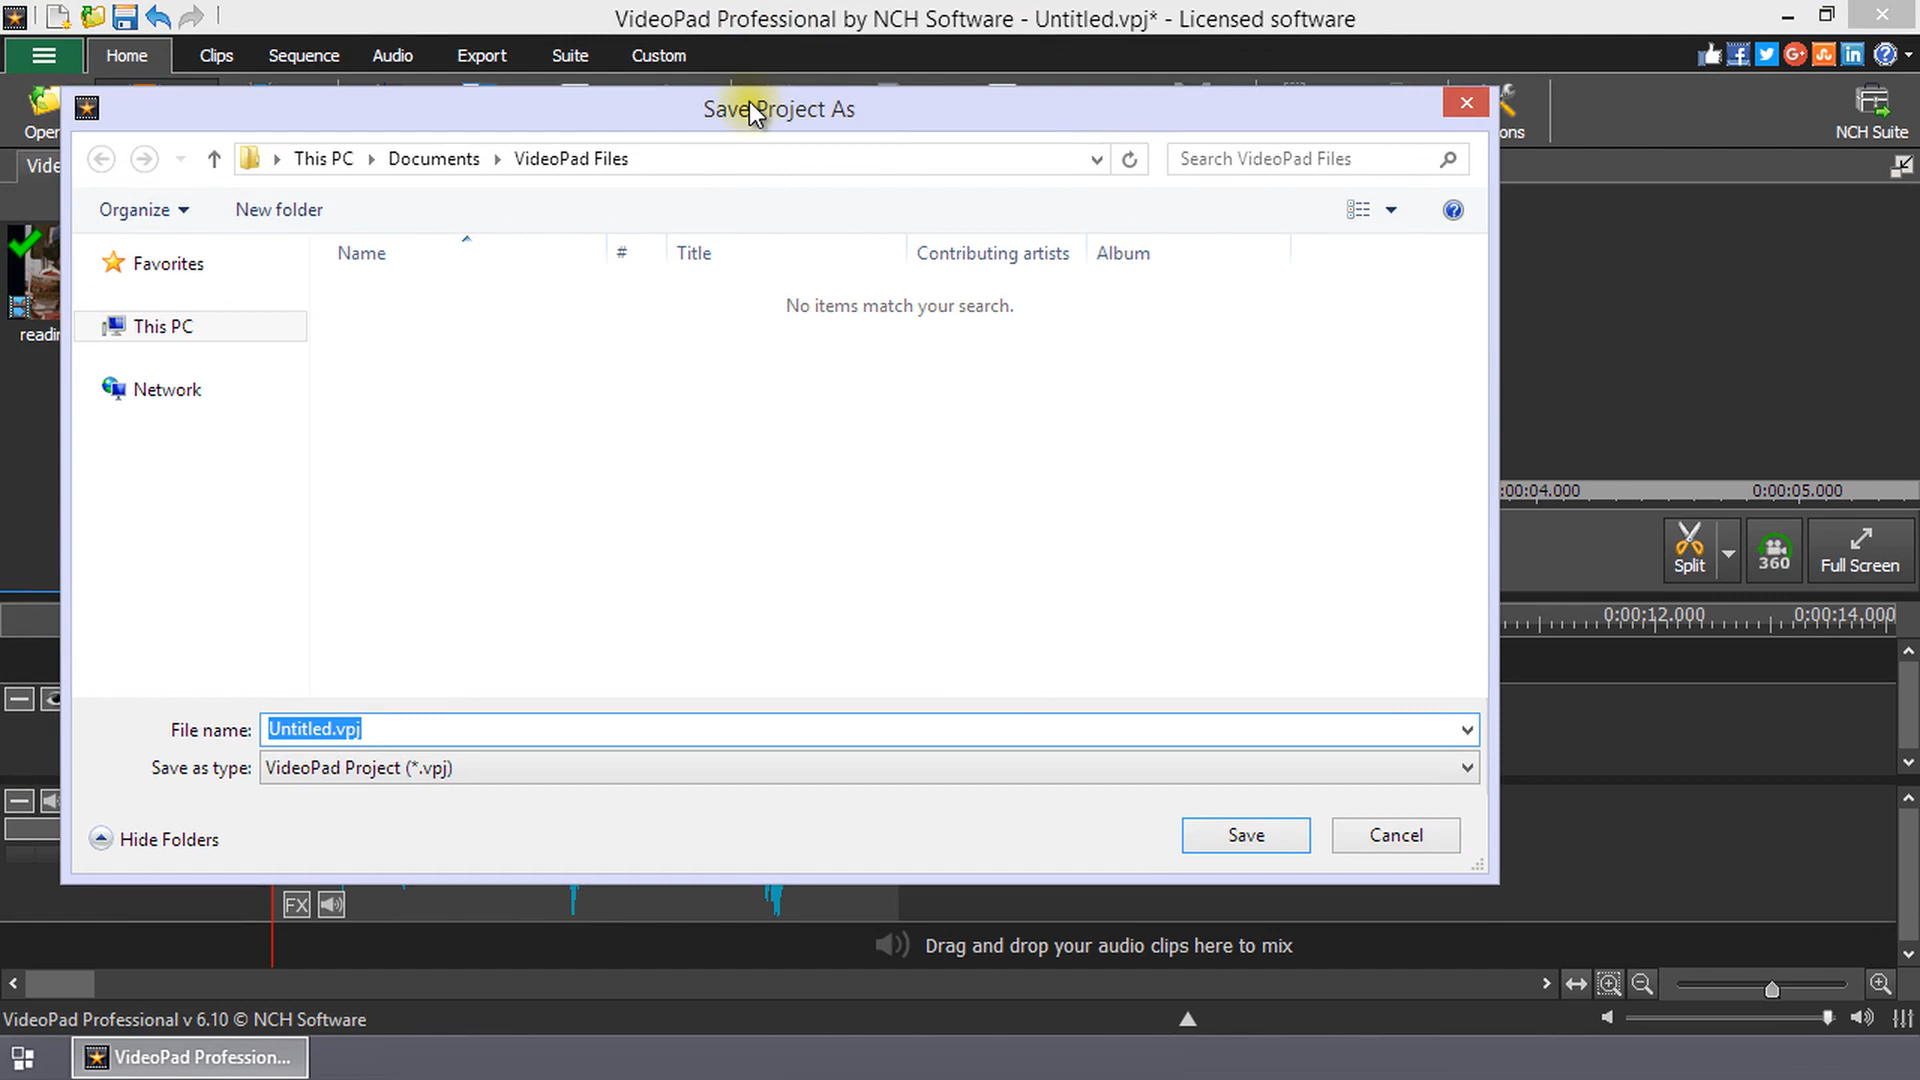 VideoPad Professional by NCH Software - Untitled.vpj* - Licensed software
Home Clips Sequence Audio Export Suite Custom
Save Project As
Open
ons
NCH Suite
This PC Documents VideoPad Files
Search VideoPad Files
Vide
Organize New folder
Name # Title Contributing artists Album
Favorites
No items match your search.
This PC
readin
Network
:00:04.000 0:00:05.000
Split
360
Full Screen
0:00:12.000 0:00:14.000
File name: Untitled.vpj
Save as type: VideoPad Project (*.vpj)
Hide Folders
Save Cancel
FX
Drag and drop your audio clips here to mix
VideoPad Professional v 6.10 © NCH Software
VideoPad Profession...